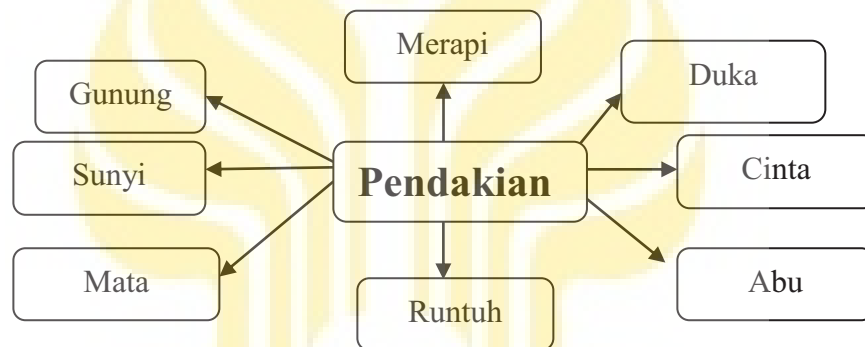 Merapi
Gunung
Duka
Sunyi
Pendakian
Cinta
Mata
Runtuh
Abu